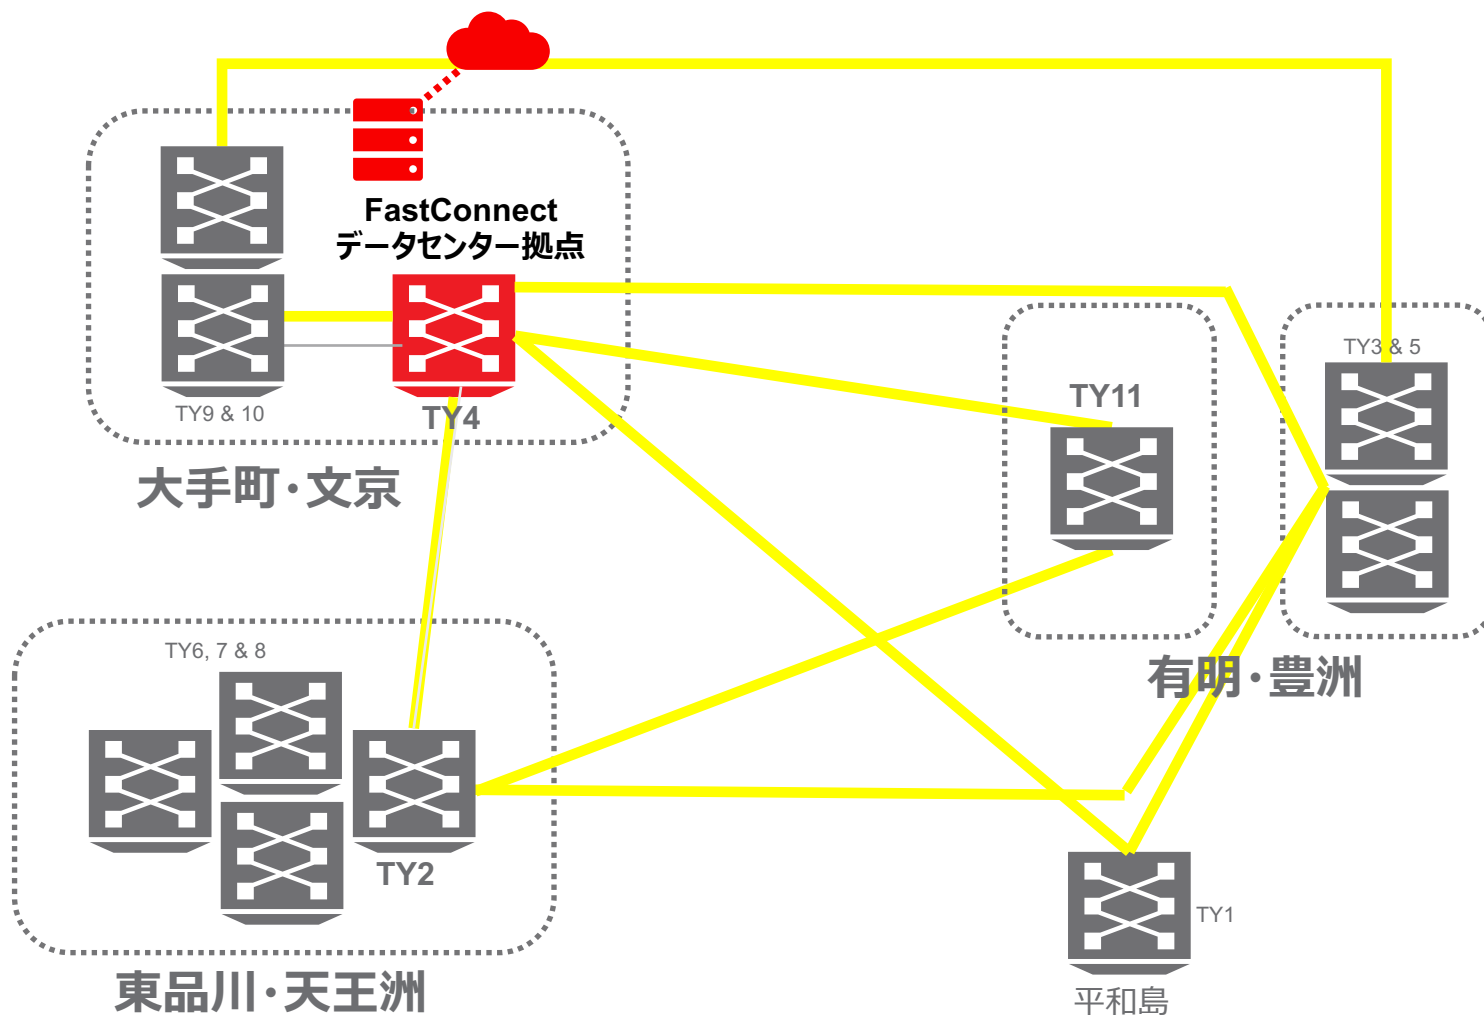 FastConnect
データセンター拠点
TY9 & 10
TY4
大手町・文京
TY11
TY3 & 5
有明・豊洲
TY6, 7 & 8
TY2
東品川・天王洲
TY1
平和島